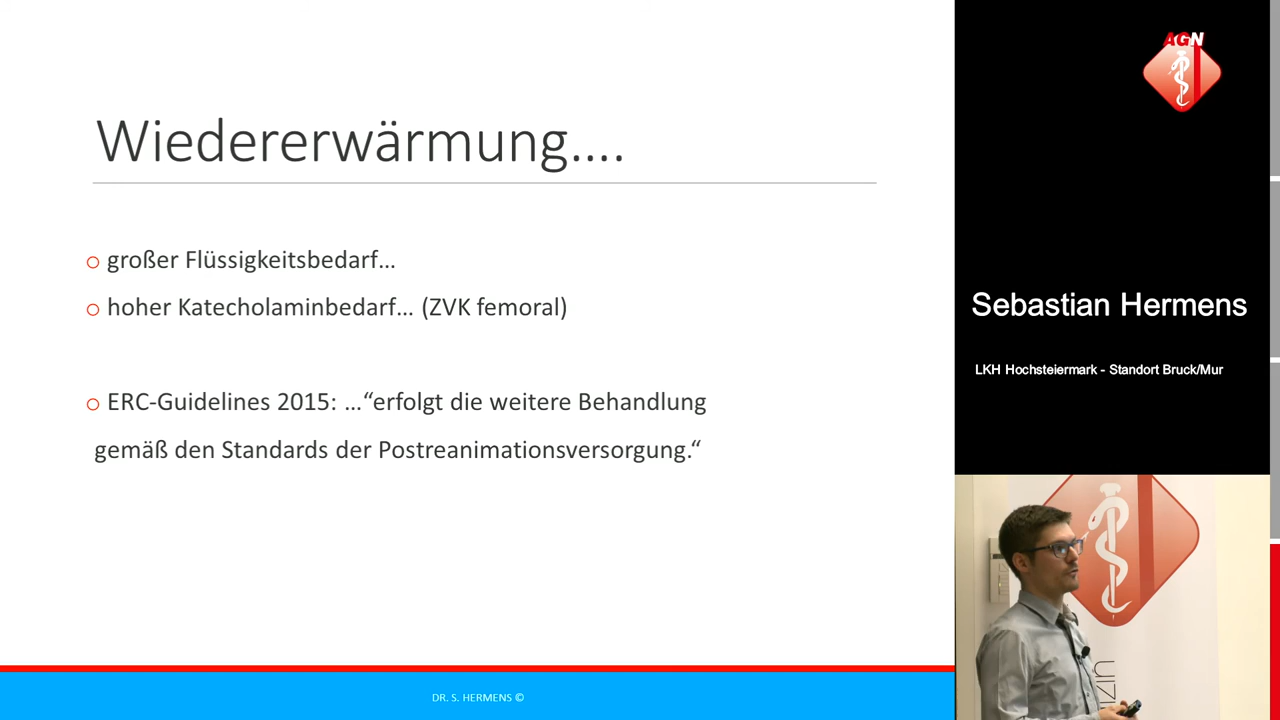 Wiedererwärmung....
o großer Flüssigkeitsbedarf...
o hoher Katecholaminbedarf... (ZVK femoral)
o ERC-Guidelines 2015: ...“erfolgt die weitere Behandlung
gemäß den Standards der Postreanimationsversorgung.“
DR. S. HERMENS ©
AGN
Sebastian Hermens
LKH Hochsteiermark - Standort Bruck/Mur